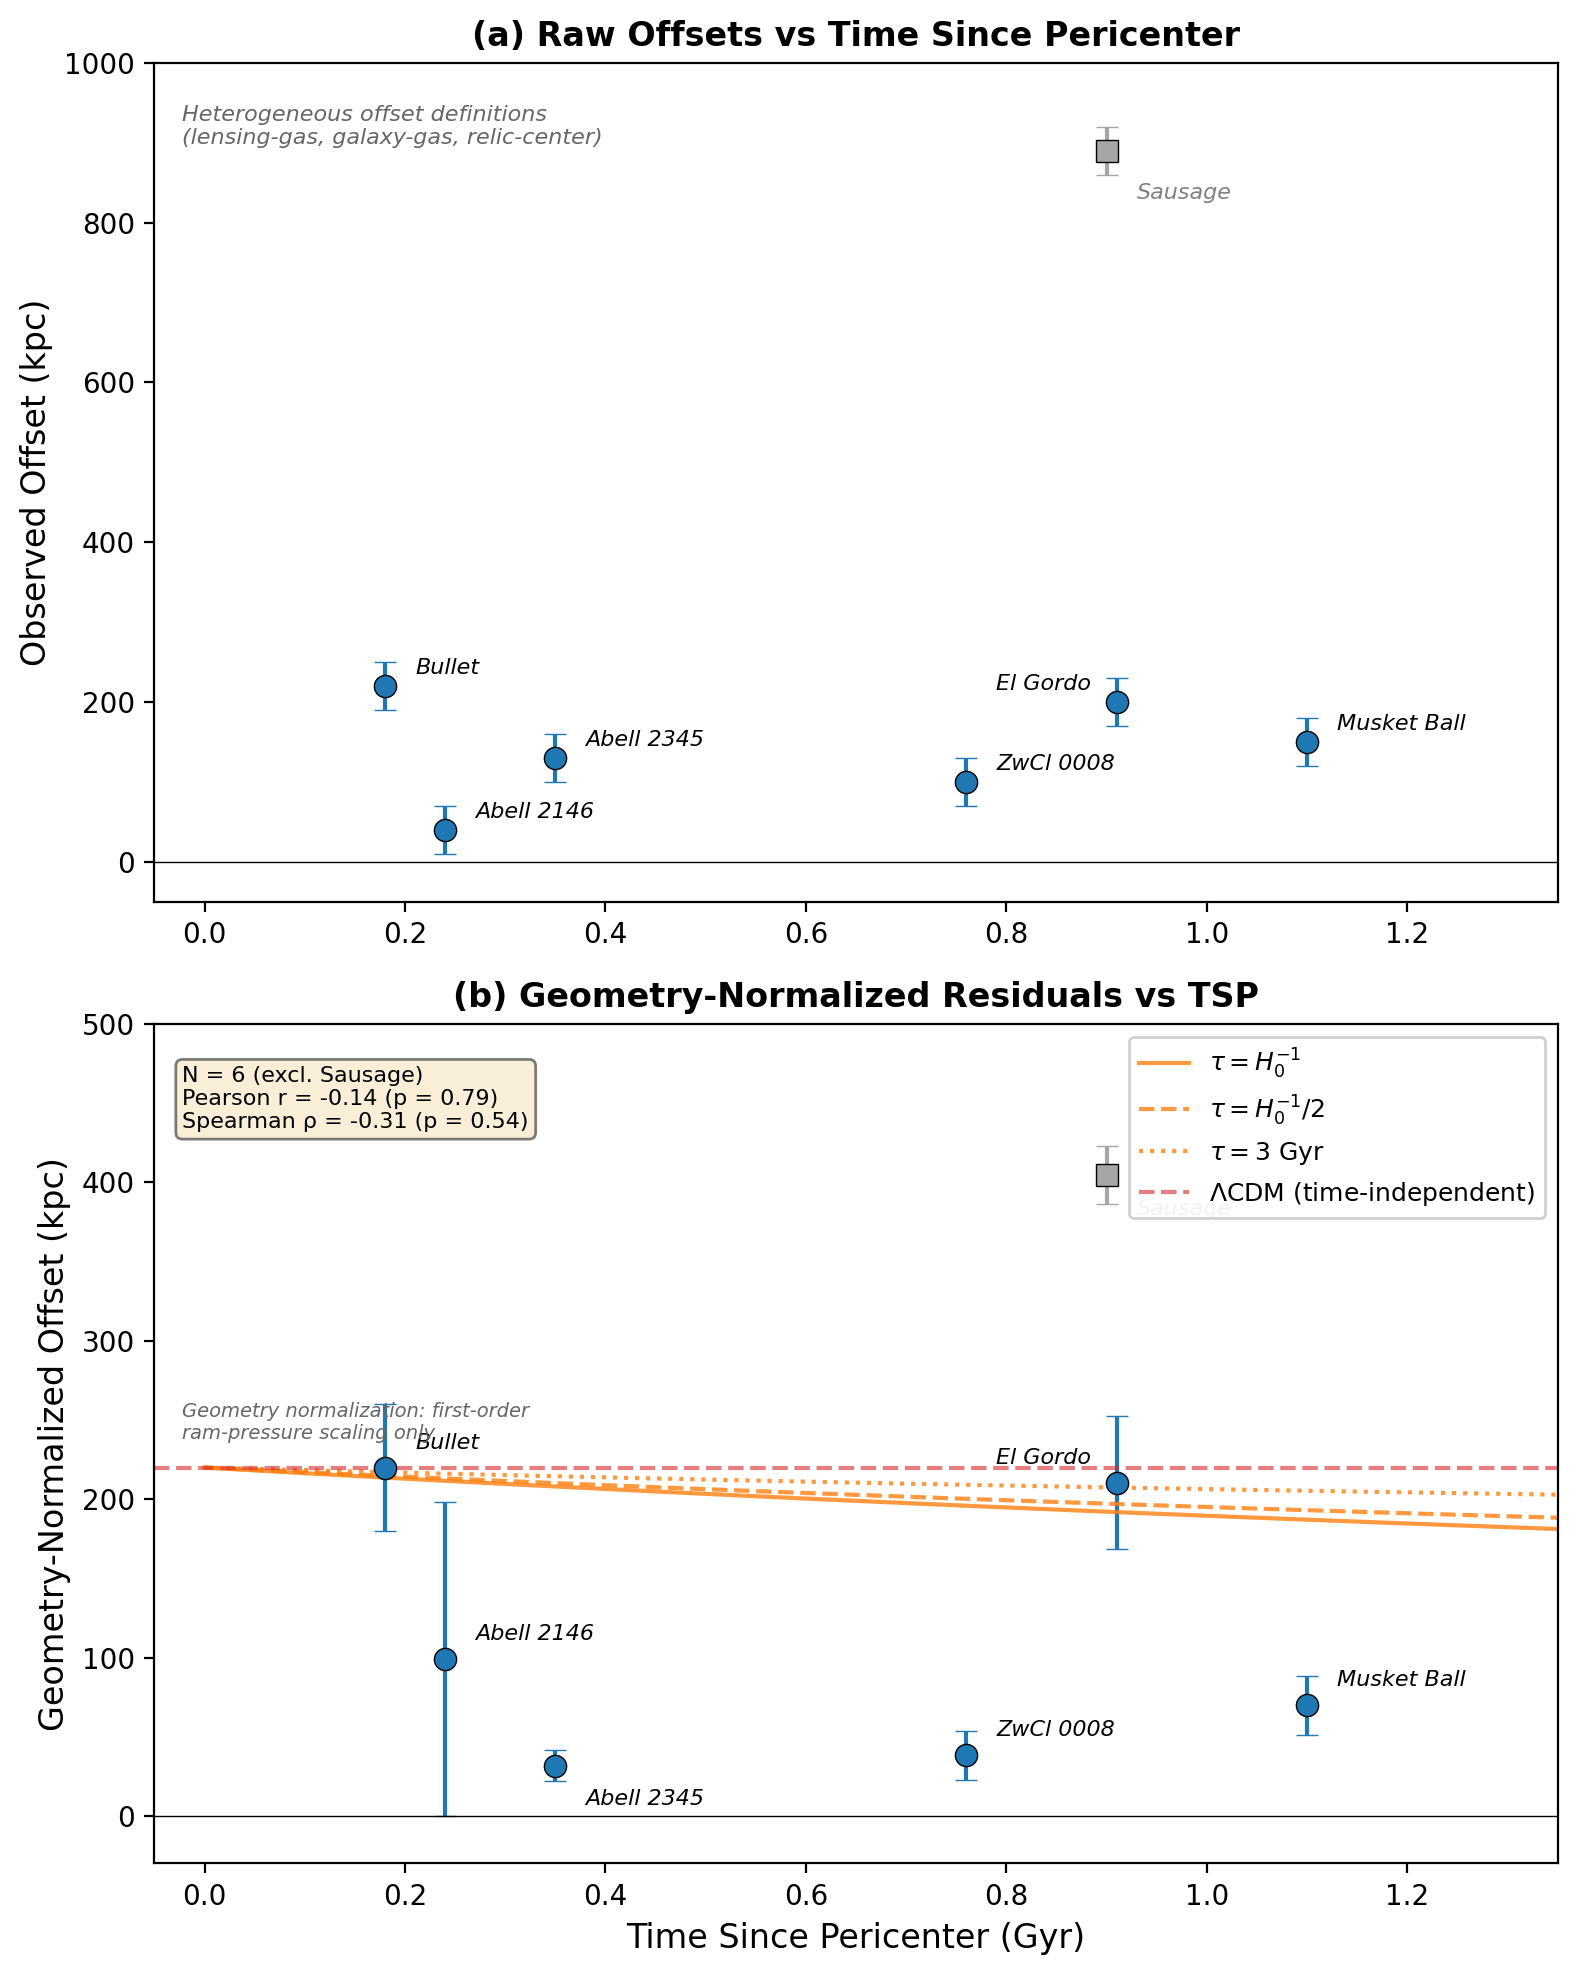 (a) Raw Offsets vs Time Since Pericenter
1000
800
600
400
200
0
Observed Offset (kpc)
Heterogeneous offset definitions
(lensing-gas, galaxy-gas, relic-center)
Sausage
Bullet
El Gordo
Musket Ball
Abell 2345
ZwCl 0008
Abell 2146
0.0 0.2 0.4 0.6 0.8 1.0 1.2
(b) Geometry-Normalized Residuals vs TSP
500
400
300
200
100
0
Geometry-Normalized Offset (kpc)
N = 6 (excl. Sausage)
Pearson r = -0.14 (p = 0.79)
Spearman ρ = -0.31 (p = 0.54)
τ = H₀⁻¹
τ = H₀⁻¹/2
τ = 3 Gyr
ΛCDM (time-independent)
Sausage
Geometry normalization: first-order
ram-pressure scaling only
Bullet
El Gordo
Abell 2146
Musket Ball
ZwCl 0008
Abell 2345
0.0 0.2 0.4 0.6 0.8 1.0 1.2
Time Since Pericenter (Gyr)